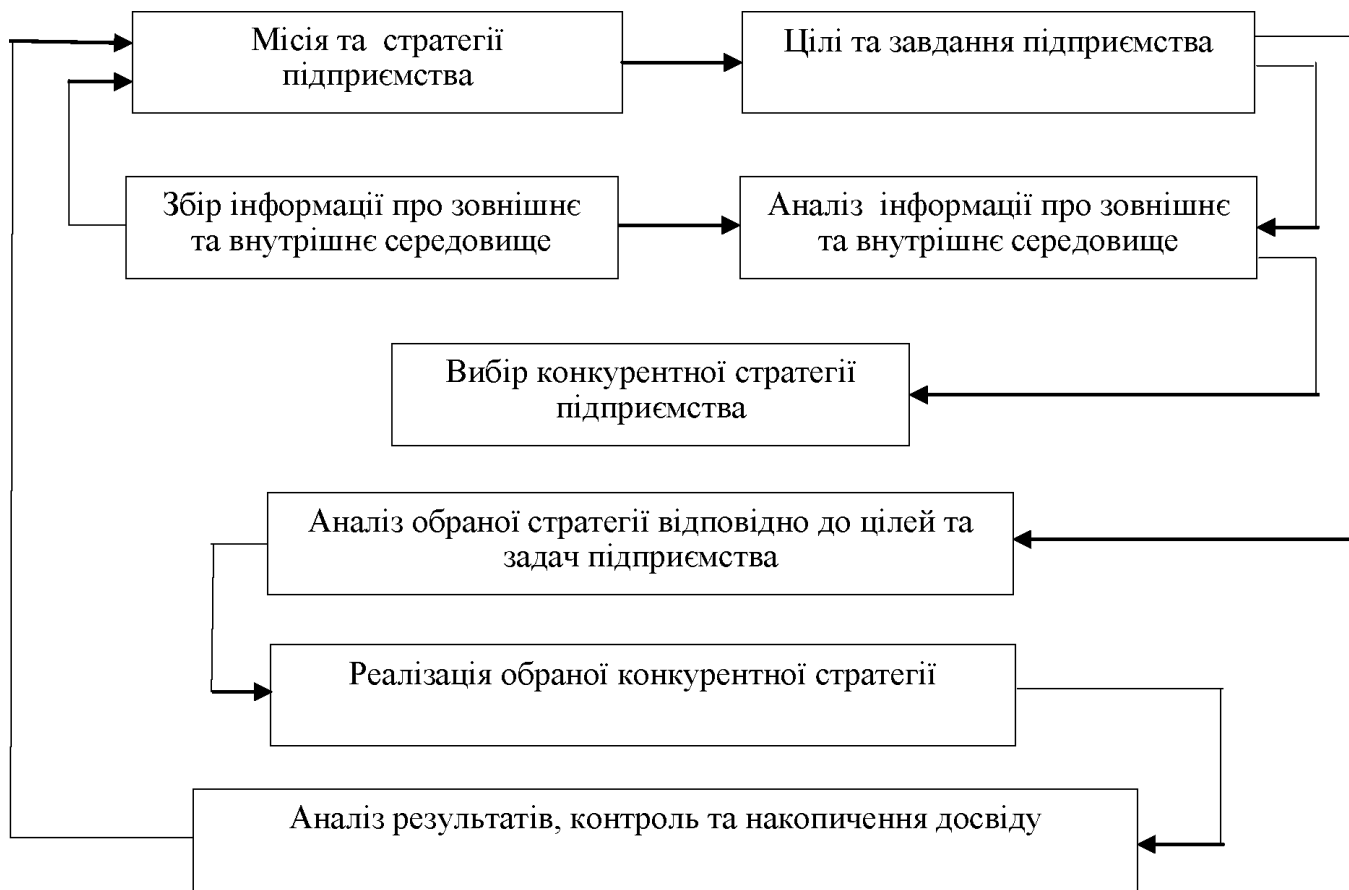 Місія та стратегії
підприємства
Цілі та завдання підприємства
Збір інформації про зовнішнє
та внутрішнє середовище
Аналіз інформації про зовнішнє
та внутрішнє середовище
Вибір конкурентної стратегії
підприємства
Аналіз обраної стратегії відповідно до цілей та
задач підприємства
Реалізація обраної конкурентної стратегії
Аналіз результатів, контроль та накопичення досвіду